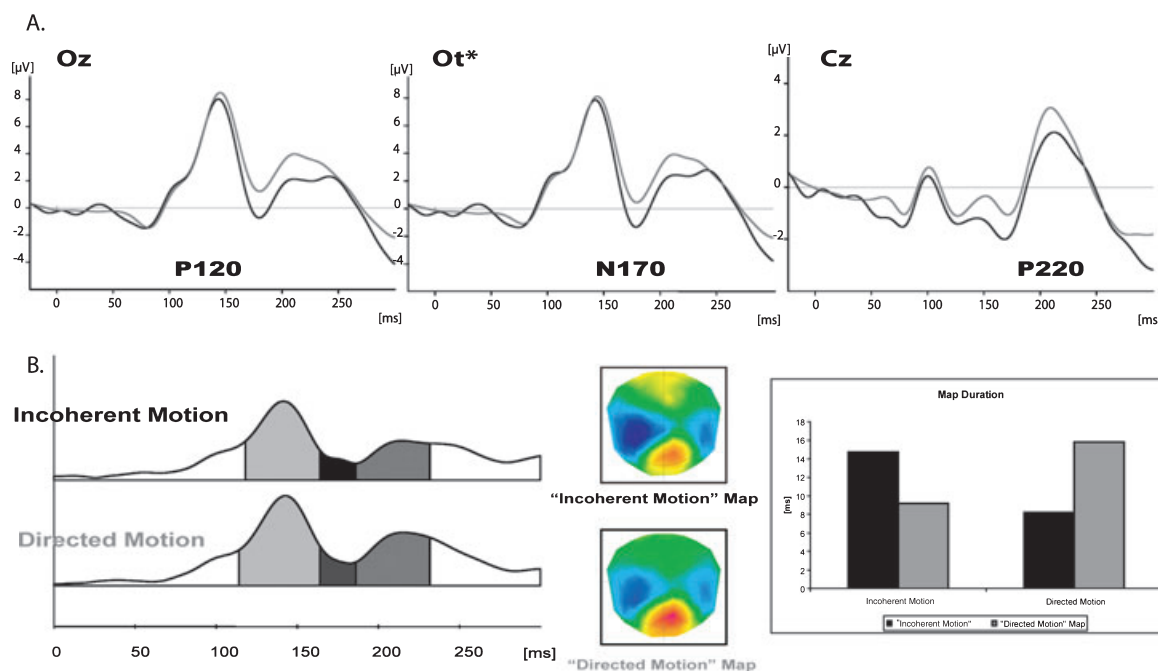 A.
Oz
Ot*
Cz
[µV]
[µV]
[µV]
8
6
4
2
0
-2
-4
8
6
4
2
0
-2
-4
4
2
0
-2
P120
N170
P220
0 50 100 150 200 250
[ms]
0 50 100 150 200 250
[ms]
0 50 100 150 200 250
[ms]
B.
Incoherent Motion
Directed Motion
0 50 100 150 200 250 [ms]
"Incoherent Motion" Map
"Directed Motion" Map
Map Duration
[ms]
18
16
14
12
10
8
6
4
2
0
Incoherent Motion
Directed Motion
"Incoherent Motion" "Directed Motion" Map